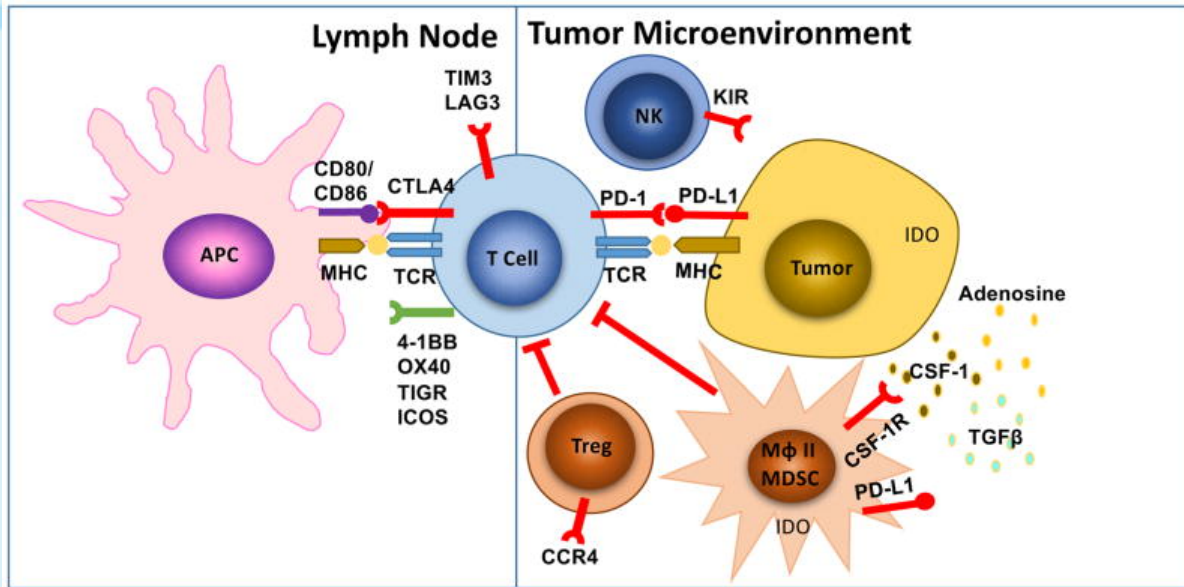 Lymph Node
Tumor Microenvironment
TIM3
LAG3
NK
KIR
CD80/
CD86
CTLA4
PD-1
PD-L1
IDO
APC
T Cell
Tumor
MHC
TCR
TCR
MHC
Adenosine
4-1BB
OX40
TIGR
ICOS
CSF-1
CSF-1R
TGFβ
Treg
Mϕ II
MDSC
PD-L1
IDO
CCR4